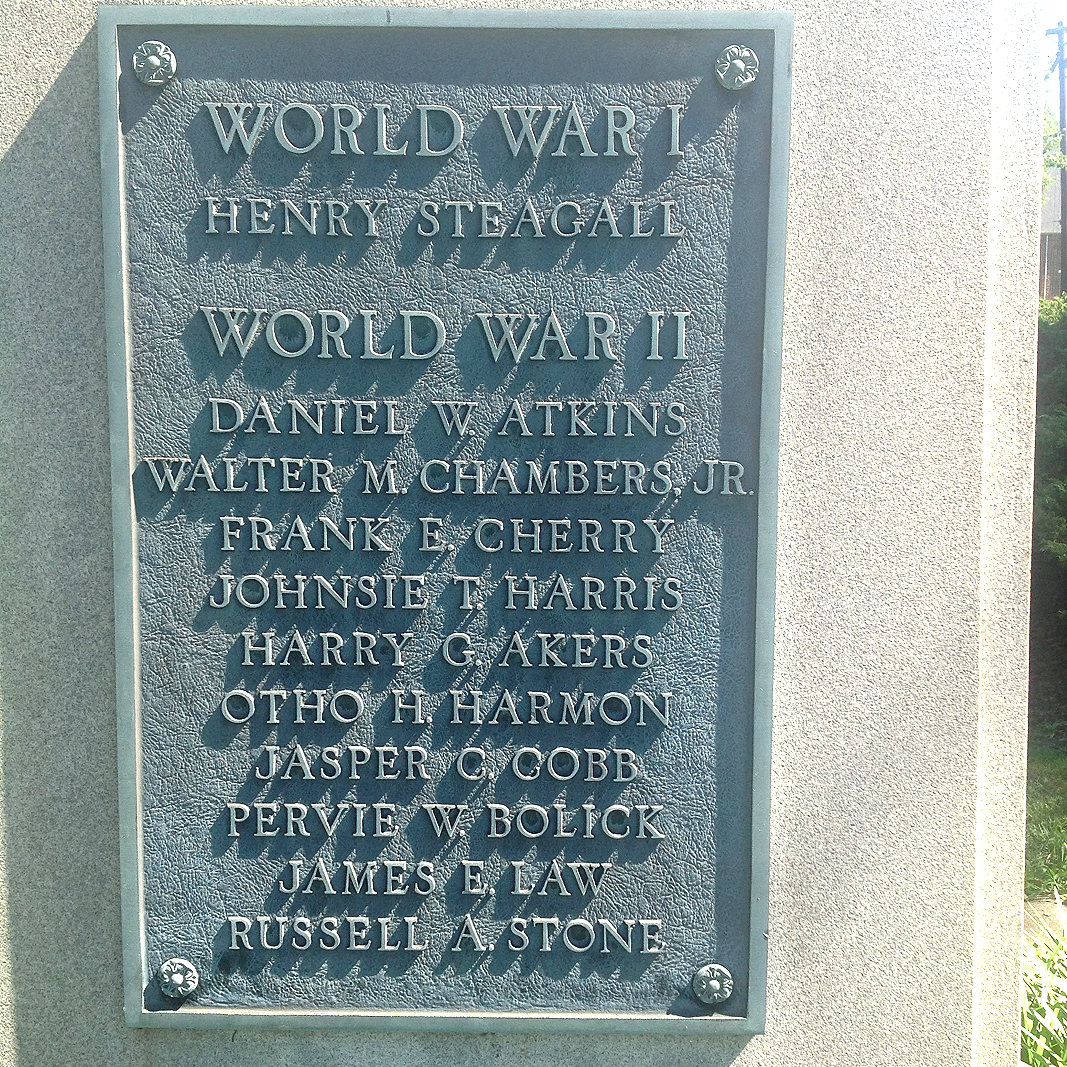 WORLD WAR I
HENRY STEAGALL
WORLD WAR II
DANIEL W. ATKINS
WALTER M. CHAMBERS, JR.
FRANK E. CHERRY
JOHNSIE T. HARRIS
HARRY G. AKERS
OTHO H. HARMON
JASPER C. COBB
PERVIE W. BOLICK
JAMES E. LAW
RUSSELL A. STONE